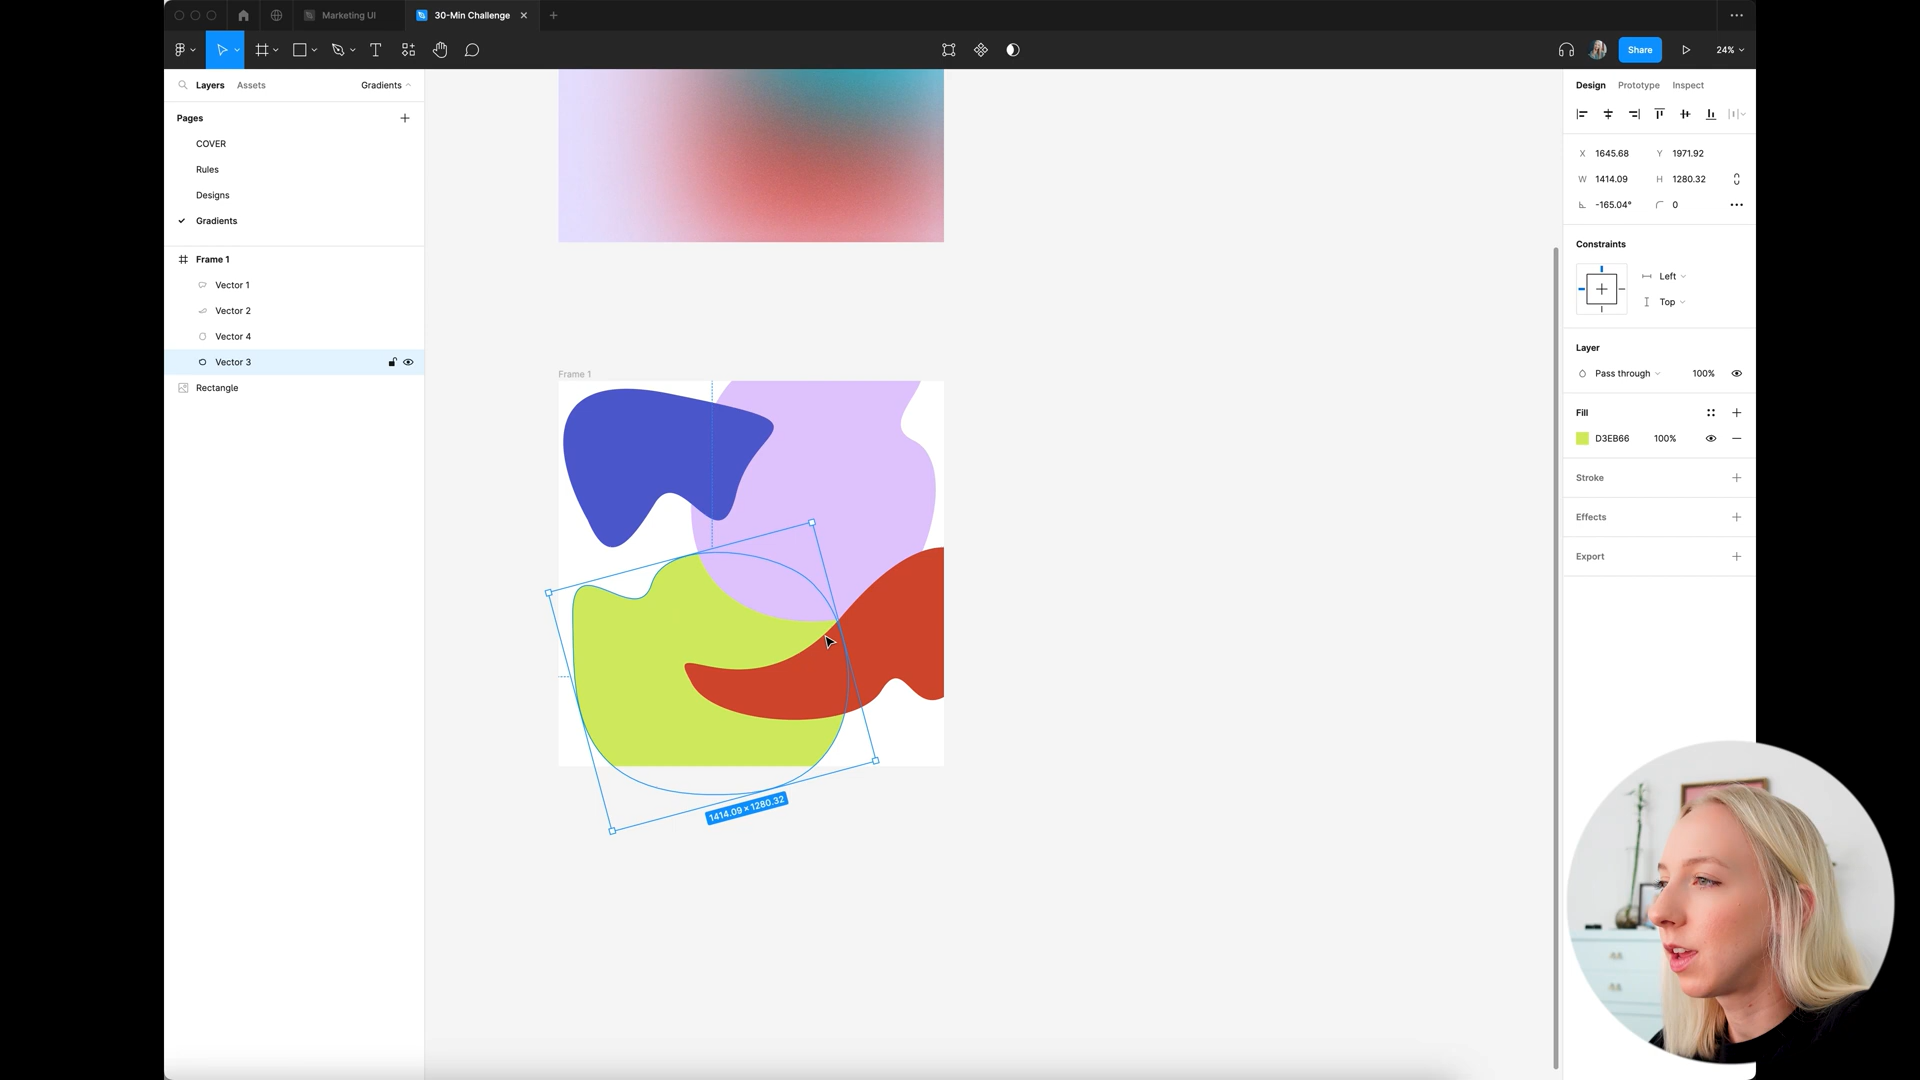 Marketing UI
30-Min Challenge
Share
24%
Layers
Assets
Gradients
Pages
COVER
Rules
Designs
Gradients
Frame 1
Vector 1
Vector 2
Vector 4
Vector 3
Rectangle
Frame 1
1414.09 × 1280.32
Design
Prototype
Inspect
X 1645.68 Y 1971.92
W 1414.09 H 1280.32
-165.04° 0
Constraints
Left
Top
Layer
Pass through 100%
Fill
D3EB66 100%
Stroke
Effects
Export